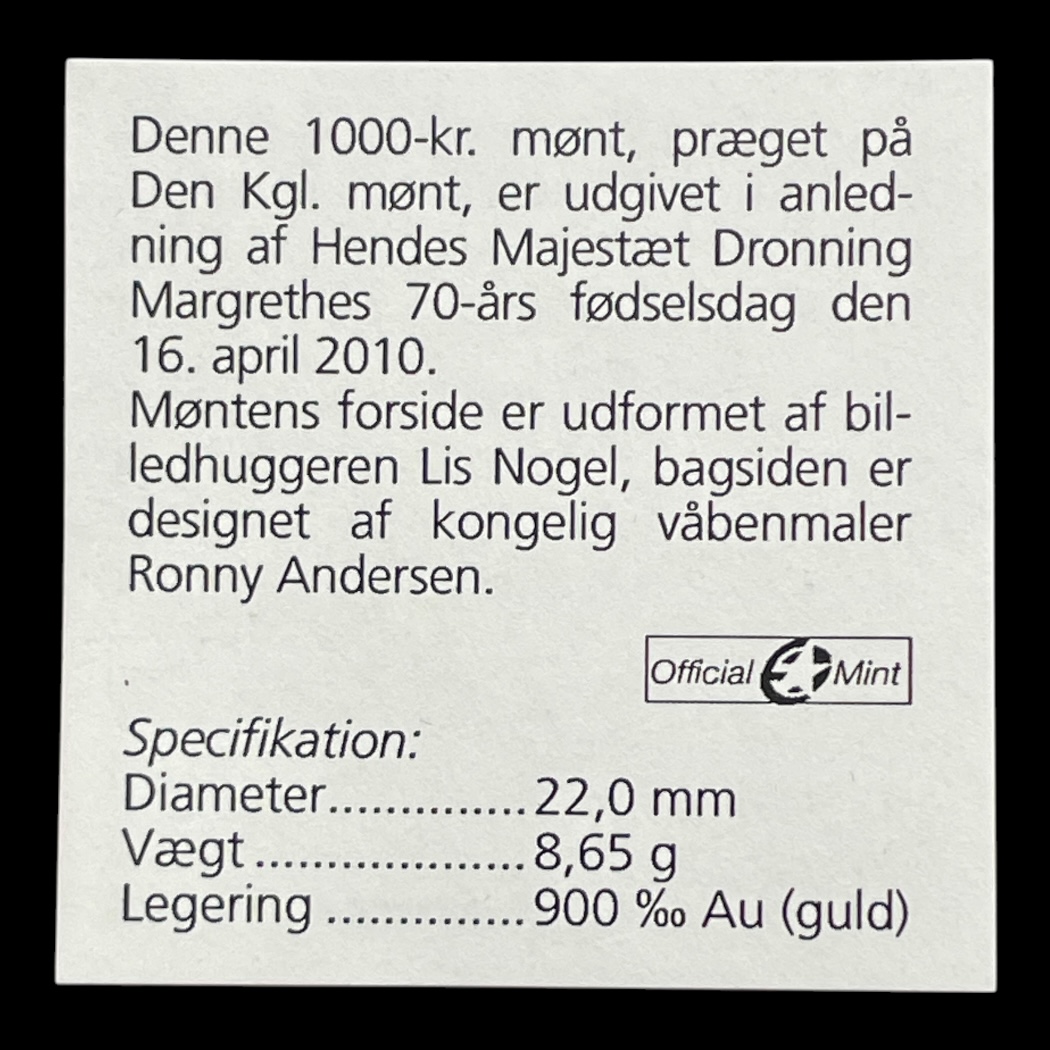 Denne 1000-kr. mønt, præget på
Den Kgl. mønt, er udgivet i anled-
ning af Hendes Majestæt Dronning
Margrethes 70-års fødselsdag den
16. april 2010.
Møntens forside er udformet af bil-
ledhuggeren Lis Nogel, bagsiden er
designet af kongelig våbenmaler
Ronny Andersen.
Official Mint
Specifikation:
Diameter..............22,0 mm
Vægt...................8,65 g
Legering ..............900 ‰ Au (guld)